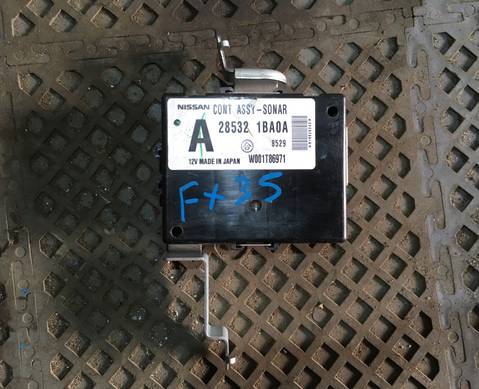 NISSAN CONT ASSY-SONAR
A 28532 1BA0A
8529
12V MADE IN JAPAN W001T86971
FX35